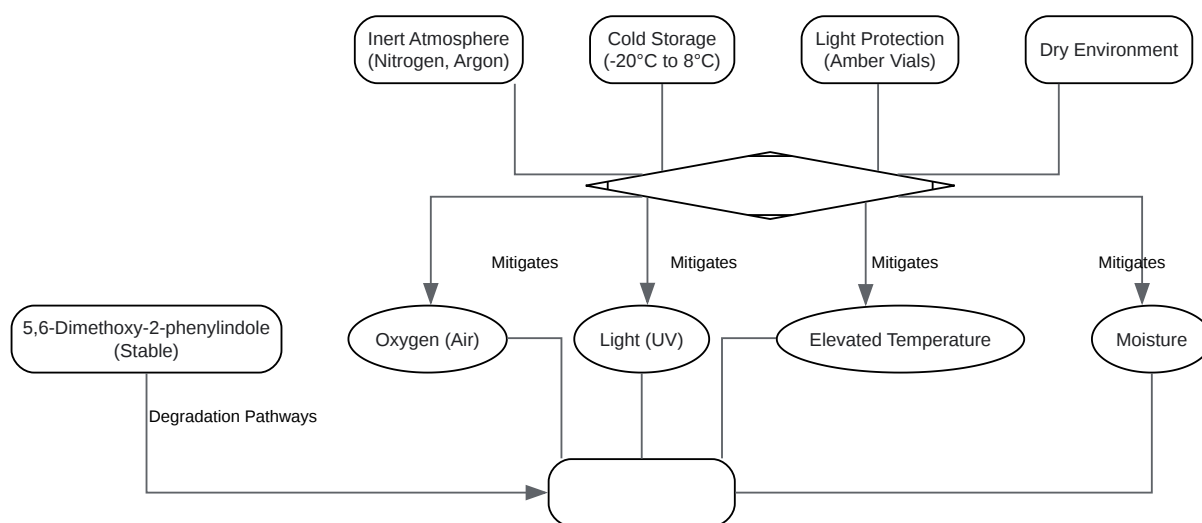 Inert Atmosphere
(Nitrogen, Argon)
Cold Storage
(-20°C to 8°C)
Light Protection
(Amber Vials)
Dry Environment
Mitigates
Mitigates
Mitigates
Mitigates
5,6-Dimethoxy-2-phenylindole
(Stable)
Oxygen (Air)
Light (UV)
Elevated Temperature
Moisture
Degradation Pathways